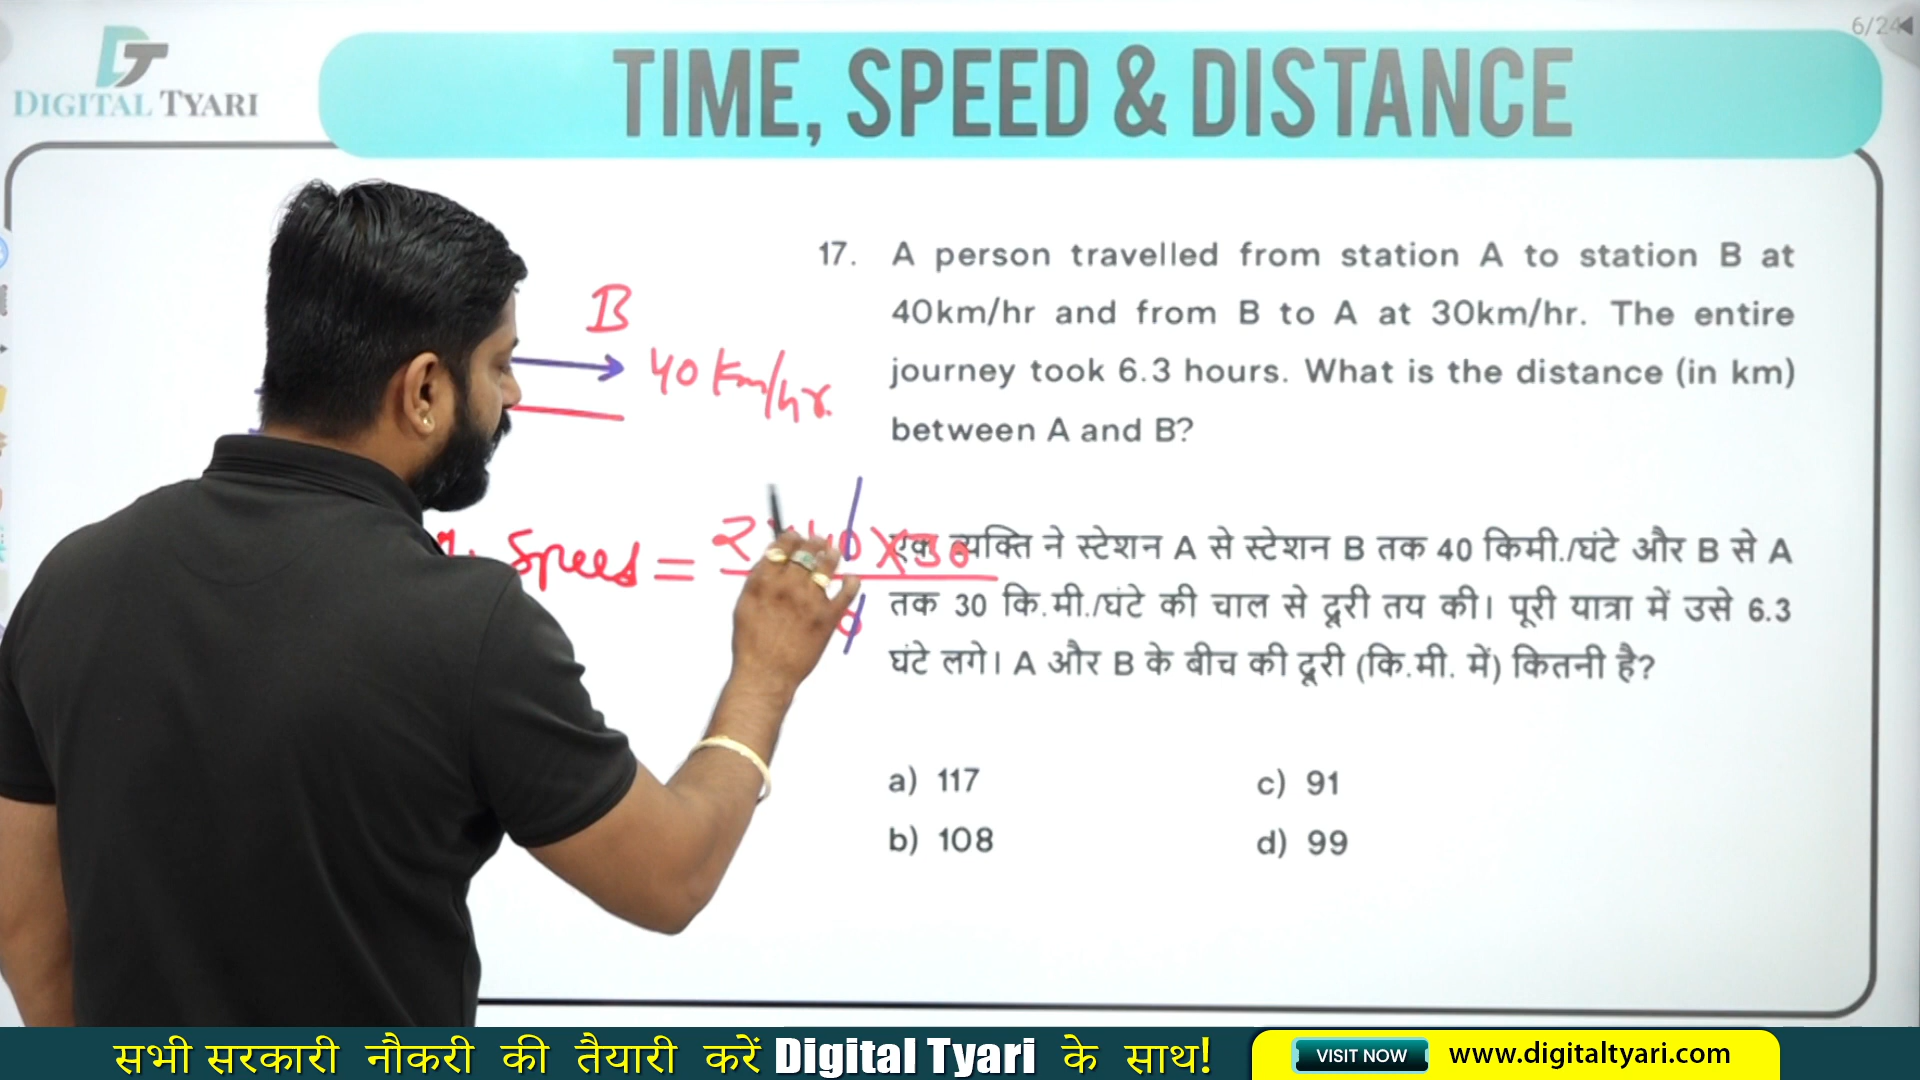 6/24
DIGITAL TYARI
TIME, SPEED & DISTANCE
17. A person travelled from station A to station B at
40km/hr and from B to A at 30km/hr. The entire
journey took 6.3 hours. What is the distance (in km)
between A and B?
B
40 Km/hr.
Speed =
X30
एक व्यक्ति ने स्टेशन A से स्टेशन B तक 40 किमी./घंटे और B से A
तक 30 कि.मी./घंटे की चाल से दूरी तय की। पूरी यात्रा में उसे 6.3
घंटे लगे। A और B के बीच की दूरी (कि.मी. में) कितनी है?
a) 117
c) 91
b) 108
d) 99
सभी सरकारी नौकरी की तैयारी करें Digital Tyari के साथ!
VISIT NOW
www.digitaltyari.com